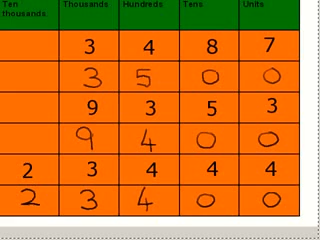 Ten thousands Thousands Hundreds Tens Units
3 4 8 7
3 5 0 0
9 3 5 3
9 4 0 0
2 3 4 4 4
2 3 4 0 0